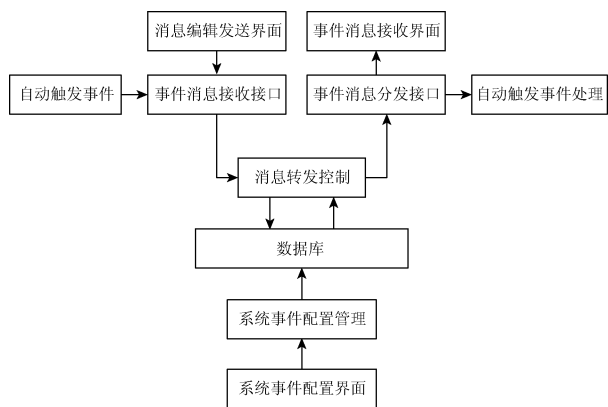 消息编辑发送界面
事件消息接收界面
自动触发事件
事件消息接收接口
事件消息分发接口
自动触发事件处理
消息转发控制
数据库
系统事件配置管理
系统事件配置界面